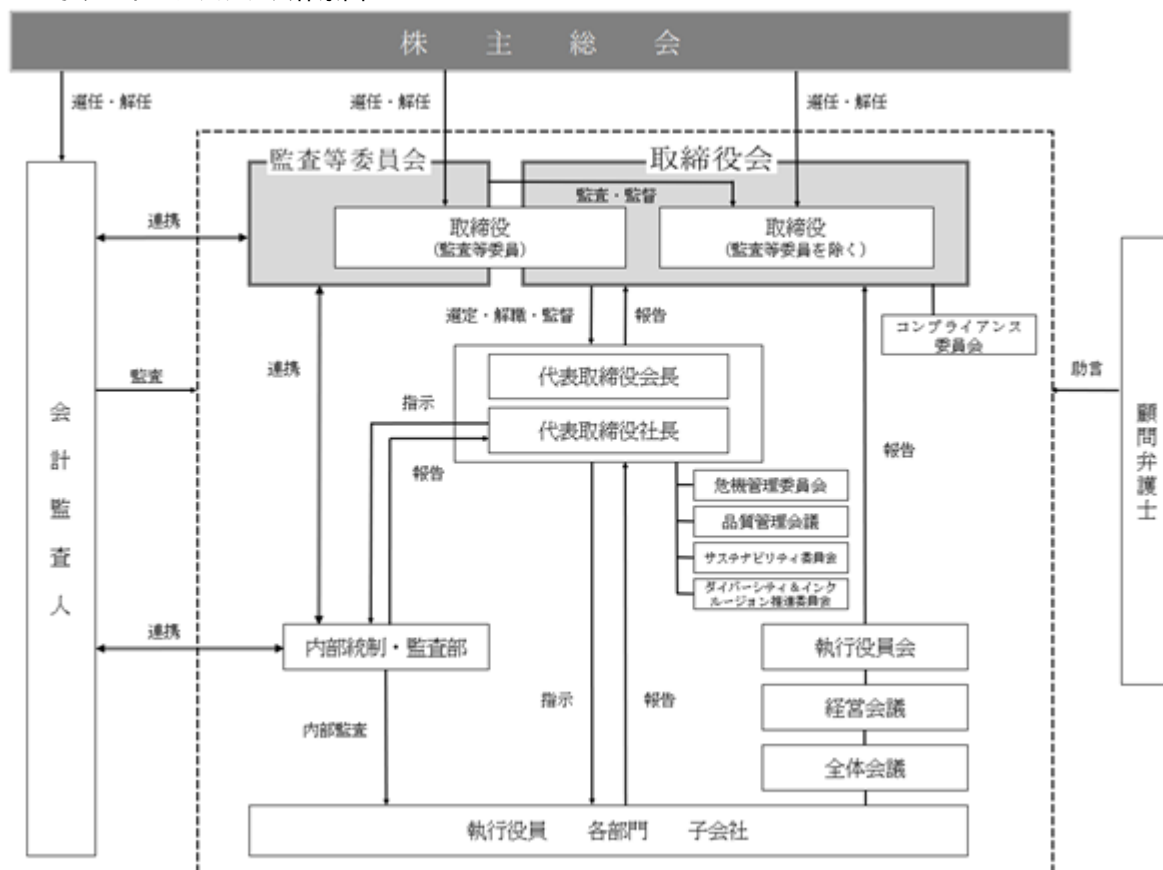 株主総会
選任・解任
選任・解任
選任・解任
監査等委員会
取締役会
監査・監督
取締役
(監査等委員)
取締役
(監査等委員を除く)
連携
選定・解職・監督
報告
コンプライアンス
委員会
代表取締役会長
代表取締役社長
連携
監査
指示
報告
助言
報告
会計監査人
顧問弁護士
危機管理委員会
品質管理会議
サステナビリティ委員会
ダイバーシティ&インク
ルージョン推進委員会
連携
内部統制・監査部
執行役員会
指示
報告
経営会議
内部監査
全体会議
執行役員 各部門 子会社